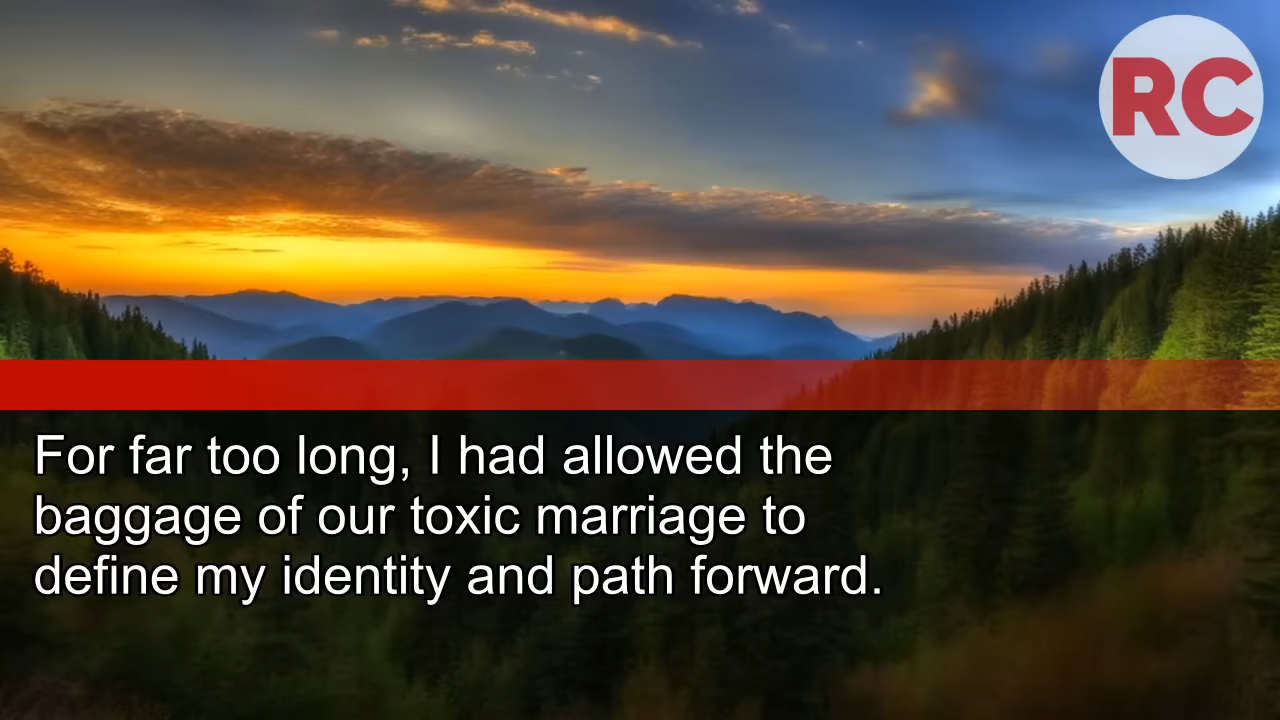 RC
For far too long, I had allowed the
baggage of our toxic marriage to
define my identity and path forward.